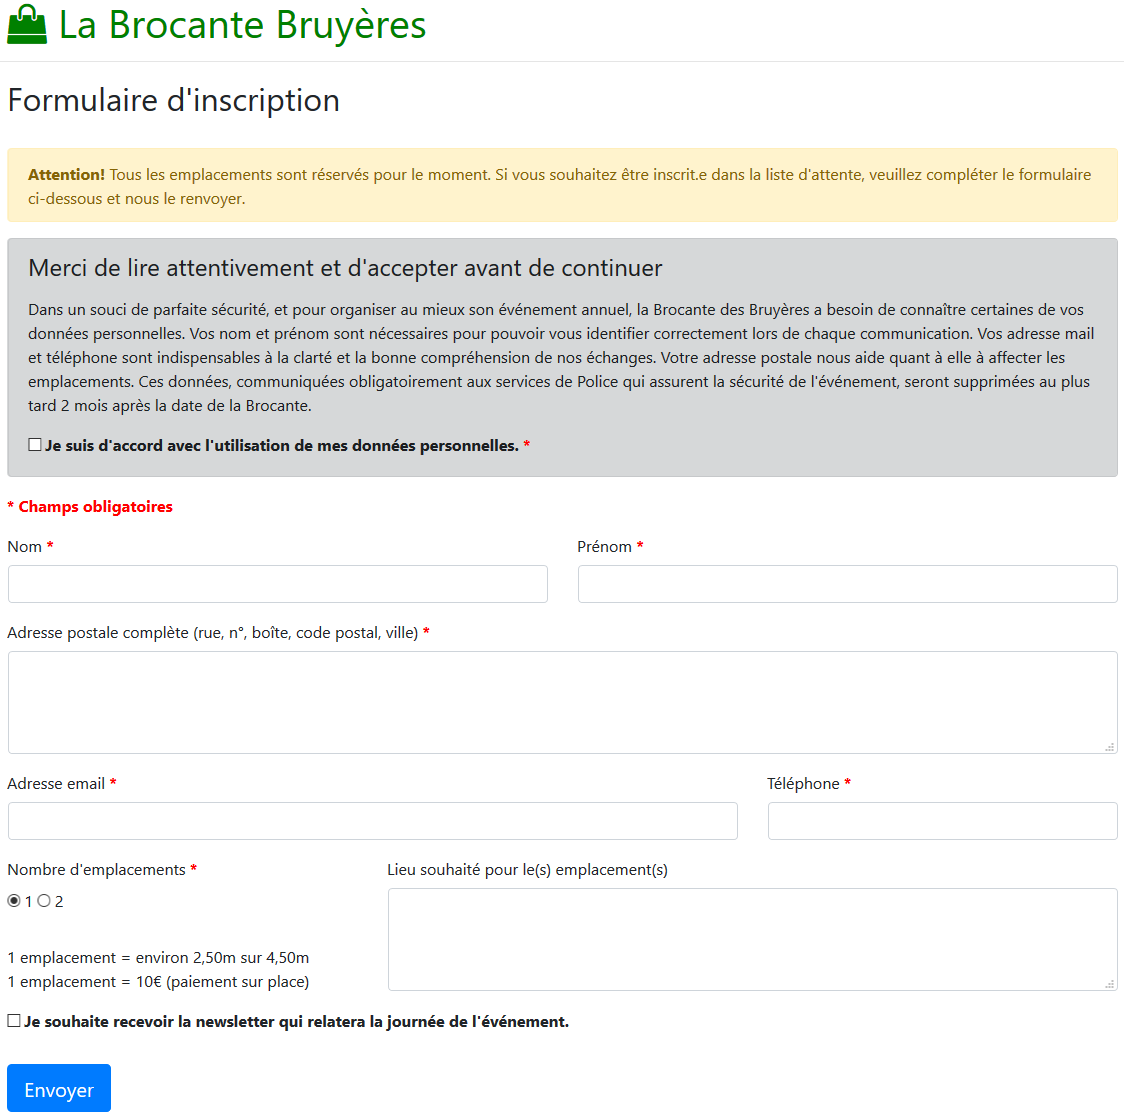 La Brocante Bruyères
Formulaire d'inscription
Attention! Tous les emplacements sont réservés pour le moment. Si vous souhaitez être inscrit.e dans la liste d'attente, veuillez compléter le formulaire
ci-dessous et nous le renvoyer.
Merci de lire attentivement et d'accepter avant de continuer
Dans un souci de parfaite sécurité, et pour organiser au mieux son événement annuel, la Brocante des Bruyères a besoin de connaître certaines de vos
données personnelles. Vos nom et prénom sont nécessaires pour pouvoir vous identifier correctement lors de chaque communication. Vos adresse mail
et téléphone sont indispensables à la clarté et la bonne compréhension de nos échanges. Votre adresse postale nous aide quant à elle à affecter les
emplacements. Ces données, communiquées obligatoirement aux services de Police qui assurent la sécurité de l'événement, seront supprimées au plus
tard 2 mois après la date de la Brocante.
Je suis d'accord avec l'utilisation de mes données personnelles. *
* Champs obligatoires
Nom *
Prénom *
Adresse postale complète (rue, n°, boîte, code postal, ville) *
Adresse email *
Téléphone *
Nombre d'emplacements *
1 2
1 emplacement = environ 2,50m sur 4,50m
1 emplacement = 10€ (paiement sur place)
Lieu souhaité pour le(s) emplacement(s)
Je souhaite recevoir la newsletter qui relatera la journée de l'événement.
Envoyer